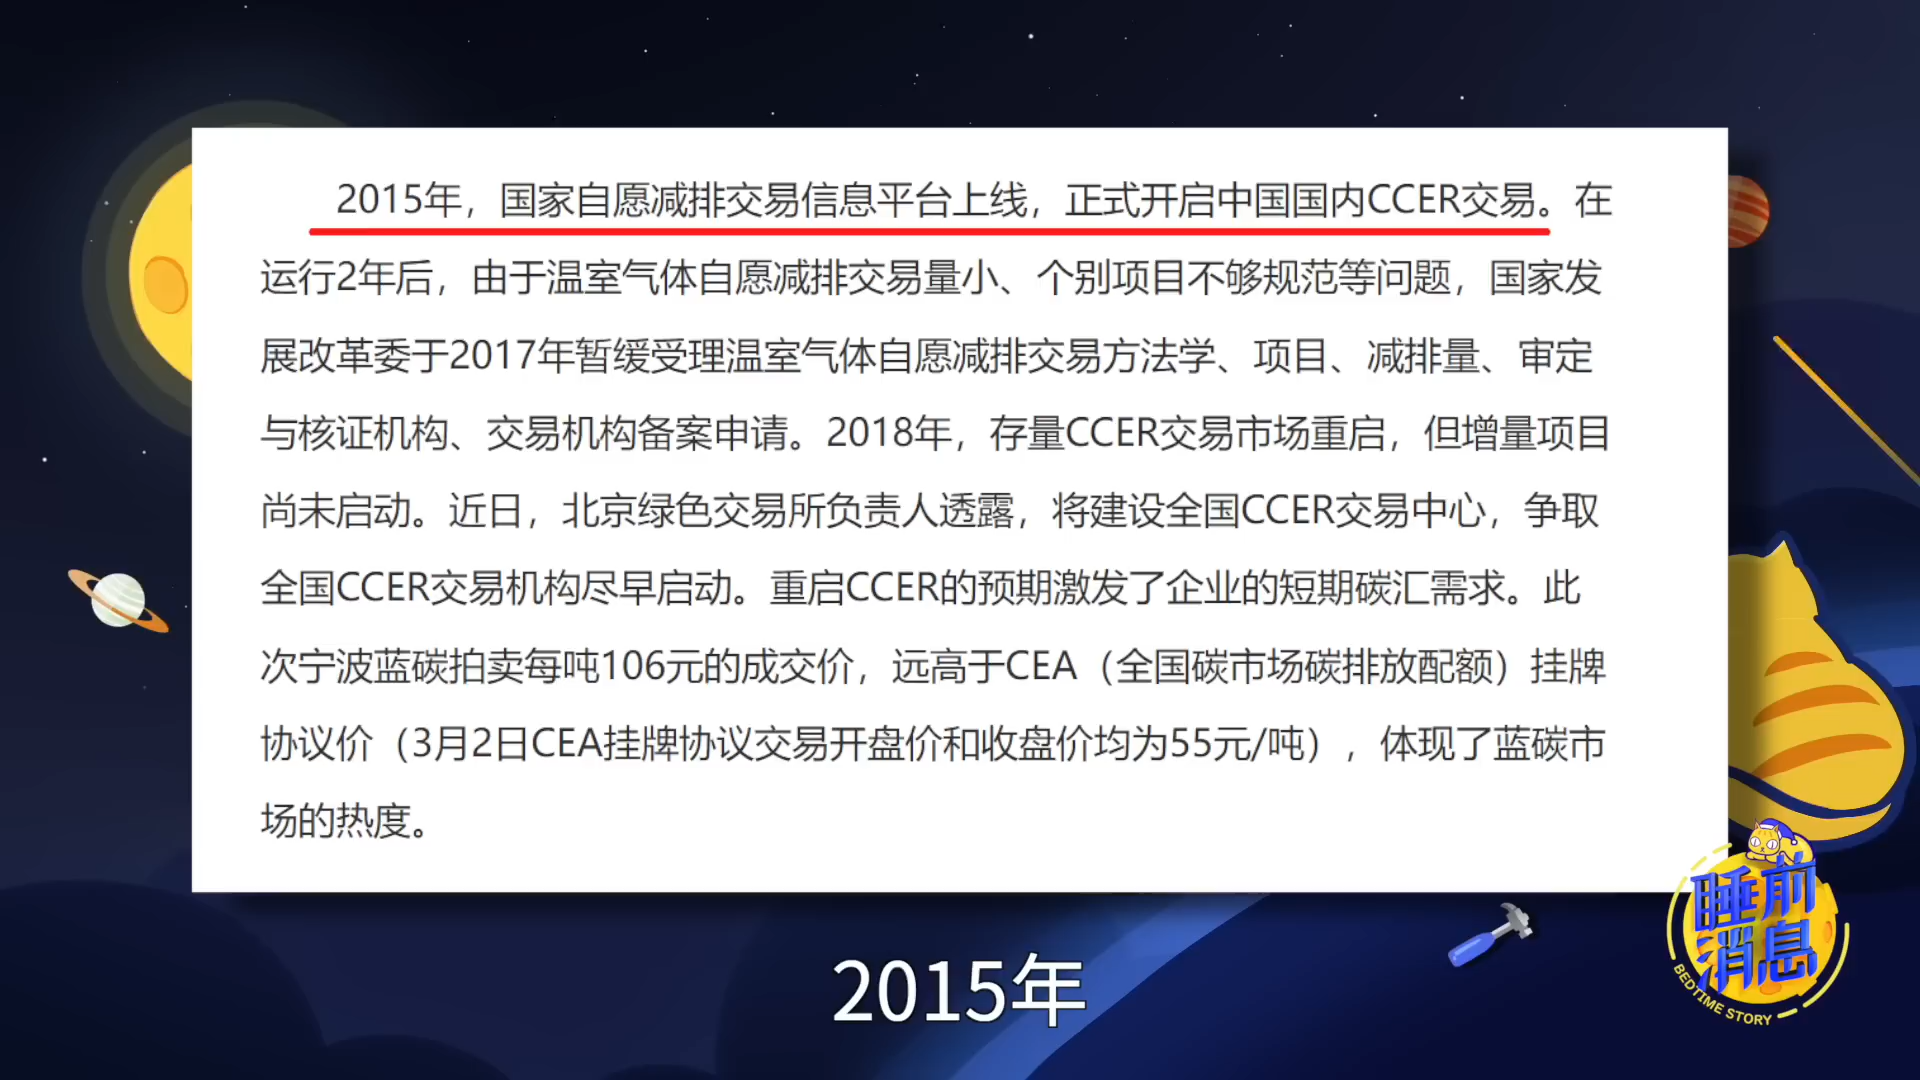 2015年，国家自愿减排交易信息平台上线，正式开启中国国内CCER交易。在
运行2年后，由于温室气体自愿减排交易量小、个别项目不够规范等问题，国家发
展改革委于2017年暂缓受理温室气体自愿减排交易方法学、项目、减排量、审定
与核证机构、交易机构备案申请。2018年，存量CCER交易市场重启，但增量项目
尚未启动。近日，北京绿色交易所负责人透露，将建设全国CCER交易中心，争取
全国CCER交易机构尽早启动。重启CCER的预期激发了企业的短期碳汇需求。此
次宁波蓝碳拍卖每吨106元的成交价，远高于CEA（全国碳市场碳排放配额）挂牌
协议价（3月2日CEA挂牌协议交易开盘价和收盘价均为55元/吨），体现了蓝碳市
场的热度。
睡前
消息
BEDTIME STORY
2015年